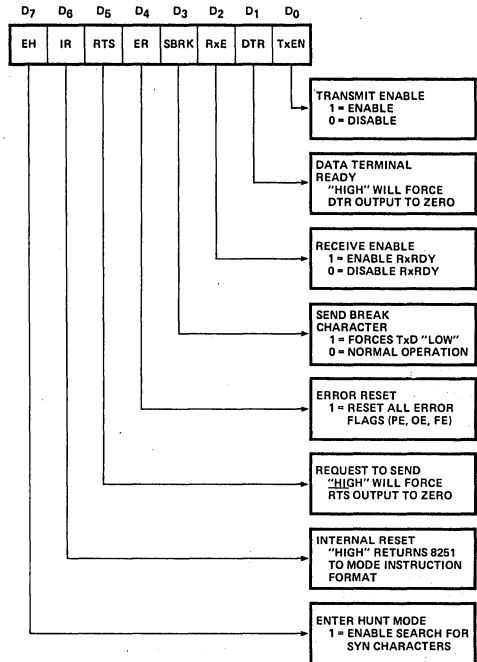 D7 D6 D5 D4 D3 D2 D1 D0
EH IR RTS ER SBRK RxE DTR TxEN
TRANSMIT ENABLE
1 = ENABLE
0 = DISABLE
DATA TERMINAL
READY
"HIGH" WILL FORCE
DTR OUTPUT TO ZERO
RECEIVE ENABLE
1 = ENABLE RxRDY
0 = DISABLE RxRDY
SEND BREAK
CHARACTER
1 = FORCES TxD "LOW"
0 = NORMAL OPERATION
ERROR RESET
1 = RESET ALL ERROR
FLAGS (PE, OE, FE)
REQUEST TO SEND
"HIGH" WILL FORCE
RTS OUTPUT TO ZERO
INTERNAL RESET
"HIGH" RETURNS 8251
TO MODE INSTRUCTION
FORMAT
ENTER HUNT MODE
1 = ENABLE SEARCH FOR
SYN CHARACTERS